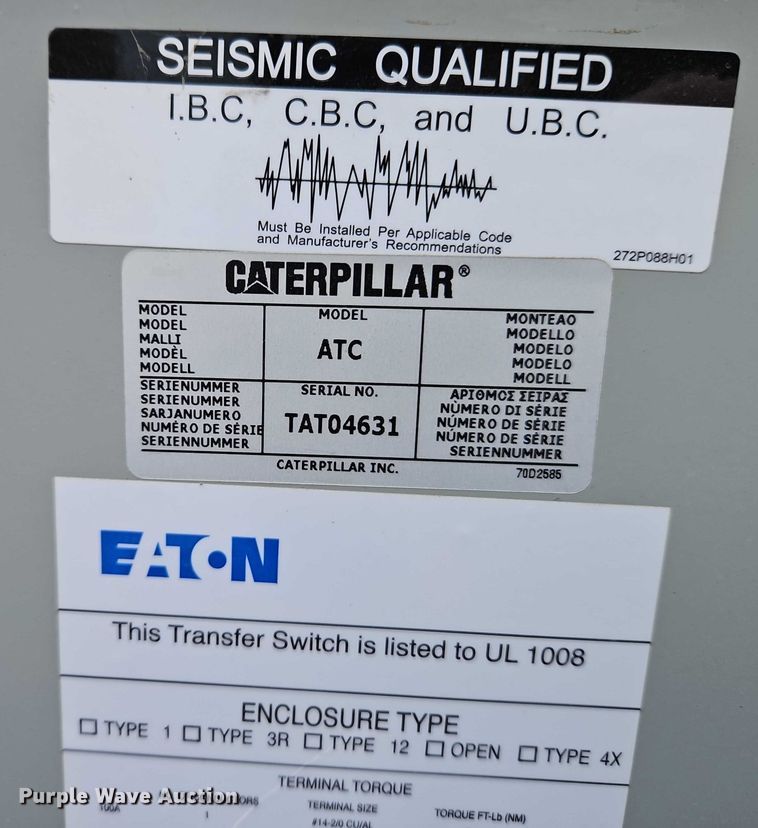 SEISMIC QUALIFIED
I.B.C, C.B.C, and U.B.C.
Must Be Installed Per Applicable Code
and Manufacturer's Recommendations
272P088H01
CATERPILLAR®
MODEL
MODEL
MALLI
MODÈL
MODELL
MODEL
ATC
MONTEΛO
MODELLO
MODELO
MODELO
MODELL
SERIENUMMER
SERIENUMMER
SARJANUMERO
NUMÉRO DE SÉRIE
SERIENNUMMER
SERIAL NO.
TAT04631
ΑΡΙΘΜΟΣ ΣΕΙΡΑΣ
NÙMERO DI SÉRIE
NÚMERO DE SÉRIE
NÚMERO DE SÉRIE
SERIENNUMMER
CATERPILLAR INC.
70D2585
EATON
This Transfer Switch is listed to UL 1008
ENCLOSURE TYPE
☐ TYPE 1 ☐ TYPE 3R ☐ TYPE 12 ☐ OPEN ☐ TYPE 4X
TERMINAL TORQUE
TERMINAL SIZE
TORQUE FT-Lb (NM)
100A
1
#14-2/0 CU/AL
Purple Wave Auction